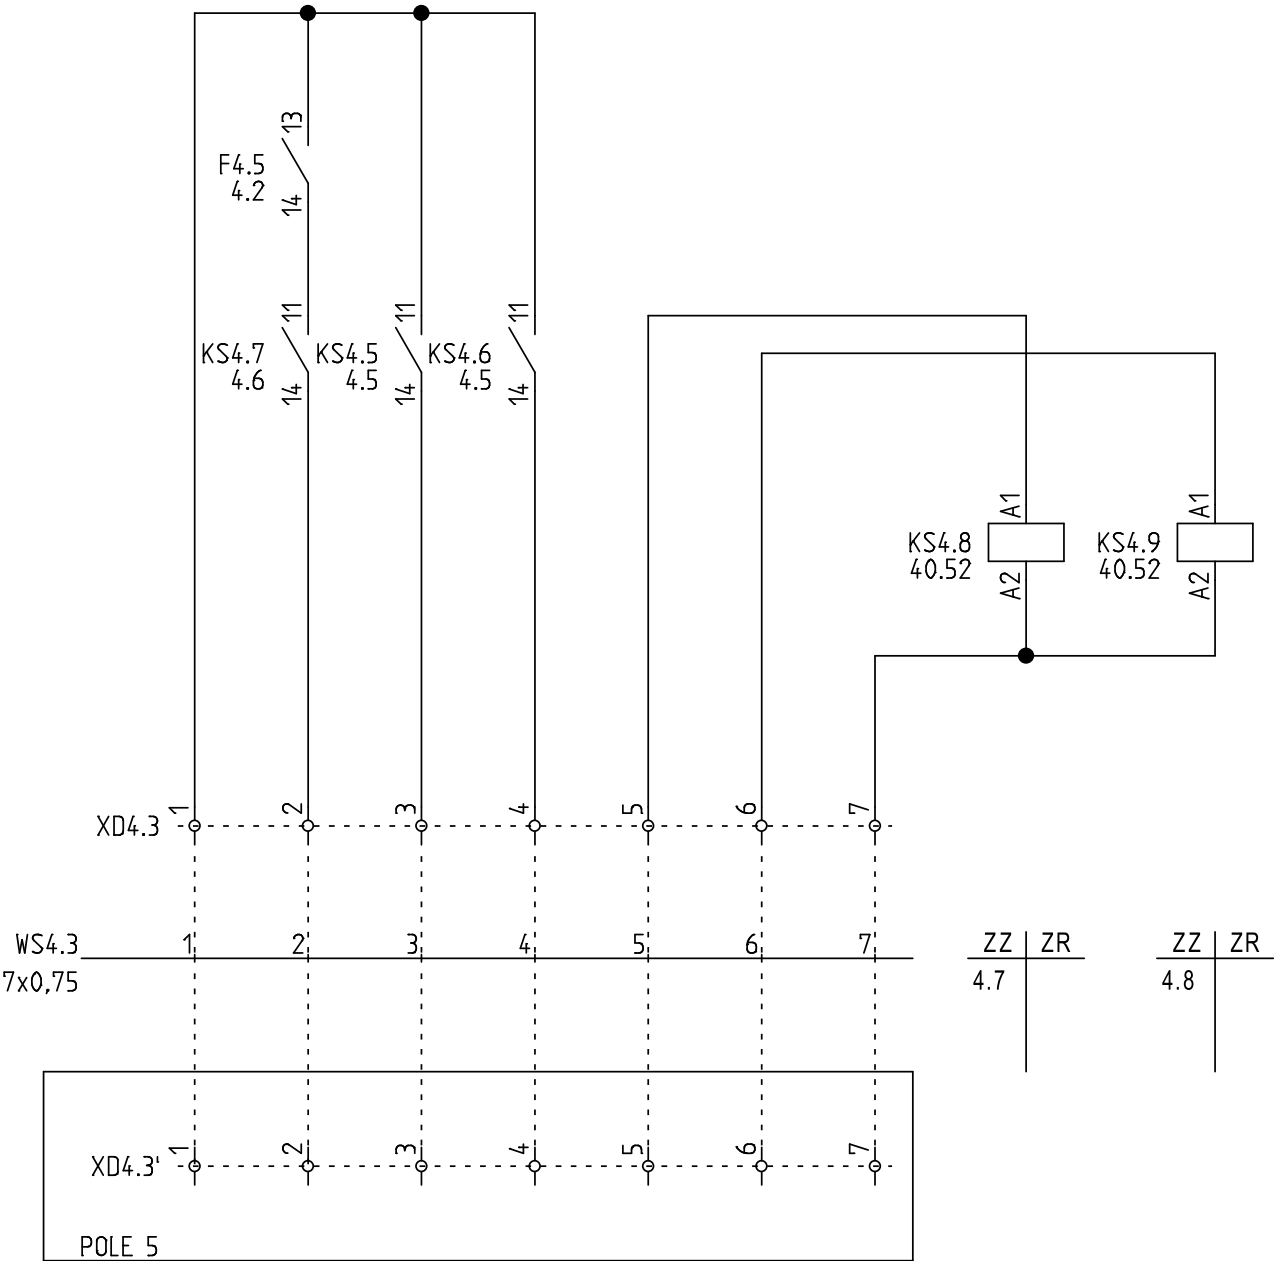 13
F4.5
4.2
14
11 11 11
KS4.7 KS4.5 KS4.6
4.6 4.5 4.5
14 14 14
A1 A1
KS4.8 KS4.9
40.52 40.52
A2 A2
1 2 3 4 5 6 7
XD4.3
WS4.3 1 2 3 4 5 6 7 ZZ ZR ZZ ZR
7x0,75 4.7 4.8
1 2 3 4 5 6 7
XD4.3'
POLE 5